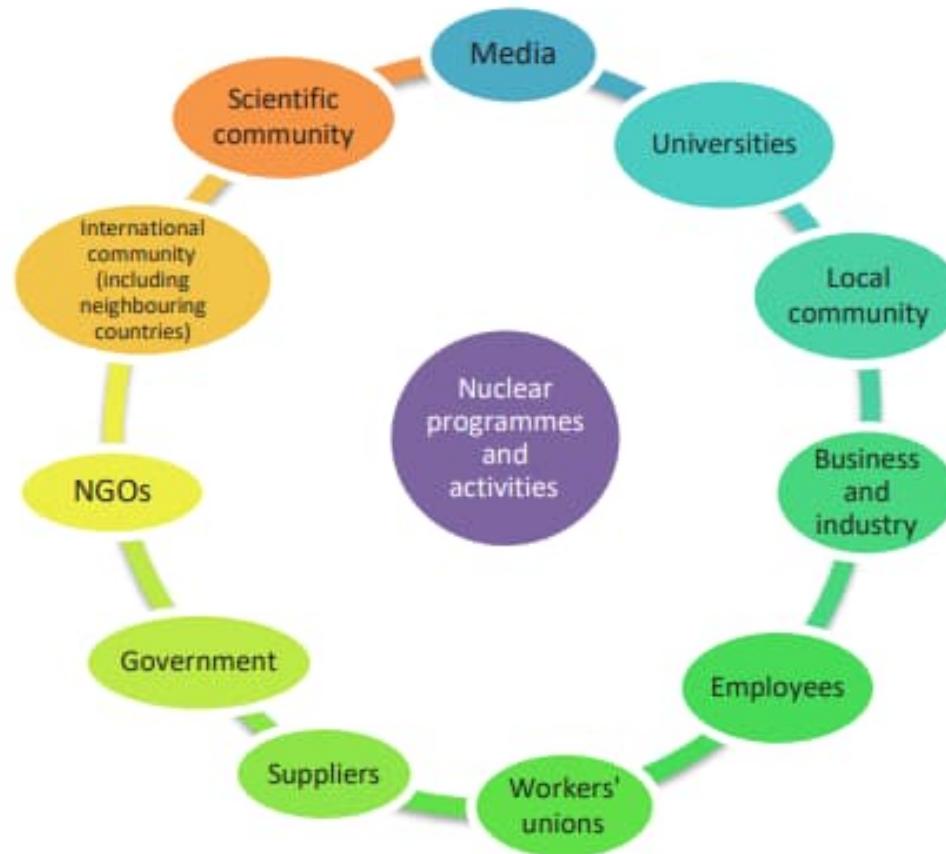 Media
Universities
Local
community
Business
and
industry
Employees
Workers'
unions
Suppliers
Government
NGOs
International
community
(including
neighbouring
countries)
Scientific
community
Nuclear
programmes
and
activities